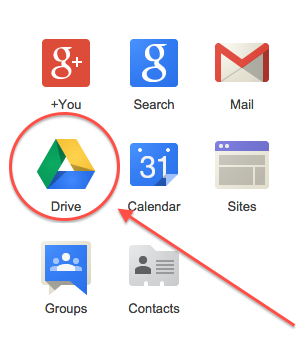 g+
g
+You
Search
Mail
31
Drive
Calendar
Sites
Groups
Contacts